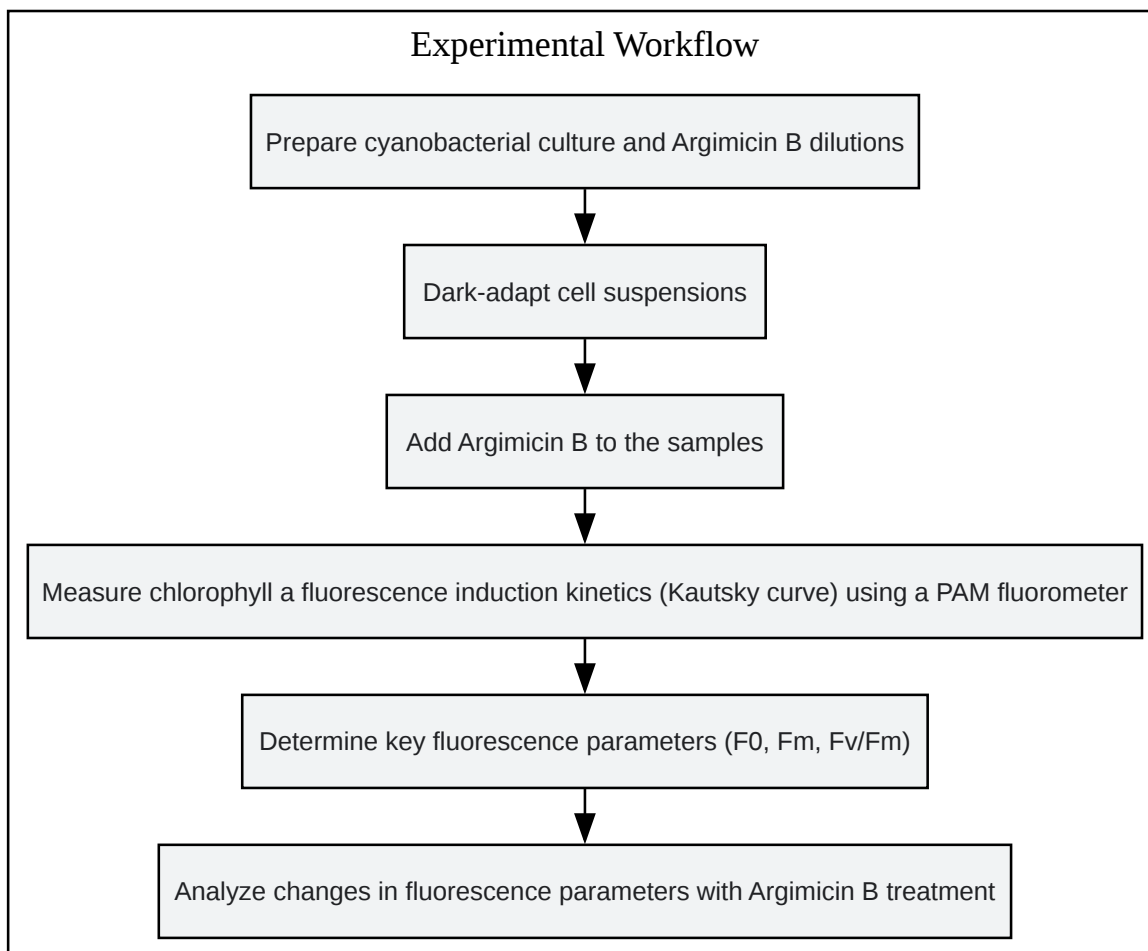 Experimental Workflow
Prepare cyanobacterial culture and Argimicin B dilutions
Dark-adapt cell suspensions
Add Argimicin B to the samples
Measure chlorophyll a fluorescence induction kinetics (Kautsky curve) using a PAM fluorometer
Determine key fluorescence parameters (F0, Fm, Fv/Fm)
Analyze changes in fluorescence parameters with Argimicin B treatment